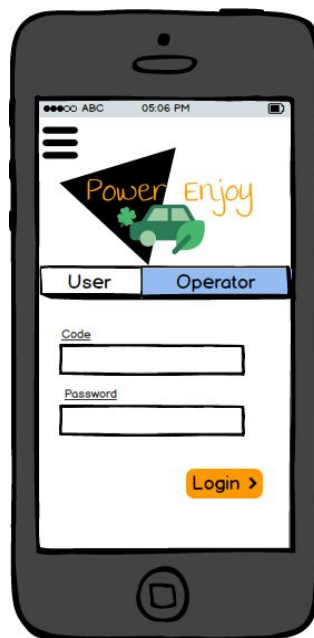 ABC 05:06 PM
Power Enjoy
User Operator
Code
Password
Login >